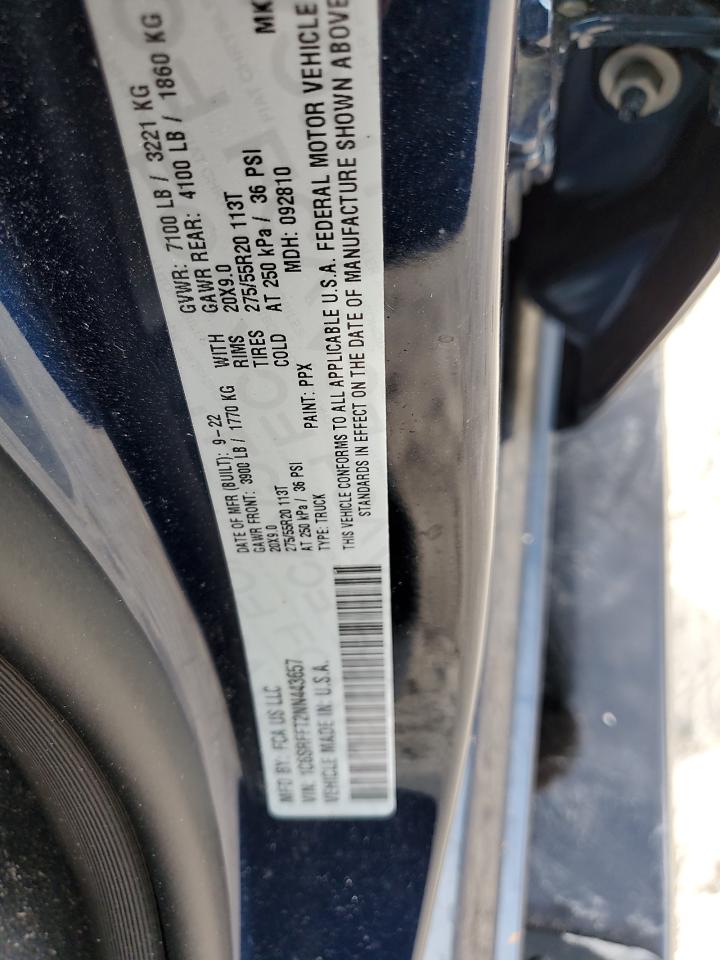 MFD BY: FCA US LLC
DATE OF MFR (BUILT): 9-22
GVWR: 7100 LB / 3221 KG
GAWR FRONT: 3900 LB / 1770 KG
WITH
GAWR REAR: 4100 LB / 1860 KG
20X9.0
RIMS
20X9.0
275/55R20 113T
TIRES
275/55R20 113T
AT 250 kPa / 36 PSI
COLD
AT 250 kPa / 36 PSI
VIN: 1C6SRFFT2NN443657
TYPE: TRUCK
PAINT: PPX
MDH: 092810
MK
VEHICLE MADE IN: U.S.A.
THIS VEHICLE CONFORMS TO ALL APPLICABLE U.S.A. FEDERAL MOTOR VEHICLE
STANDARDS IN EFFECT ON THE DATE OF MANUFACTURE SHOWN ABOVE